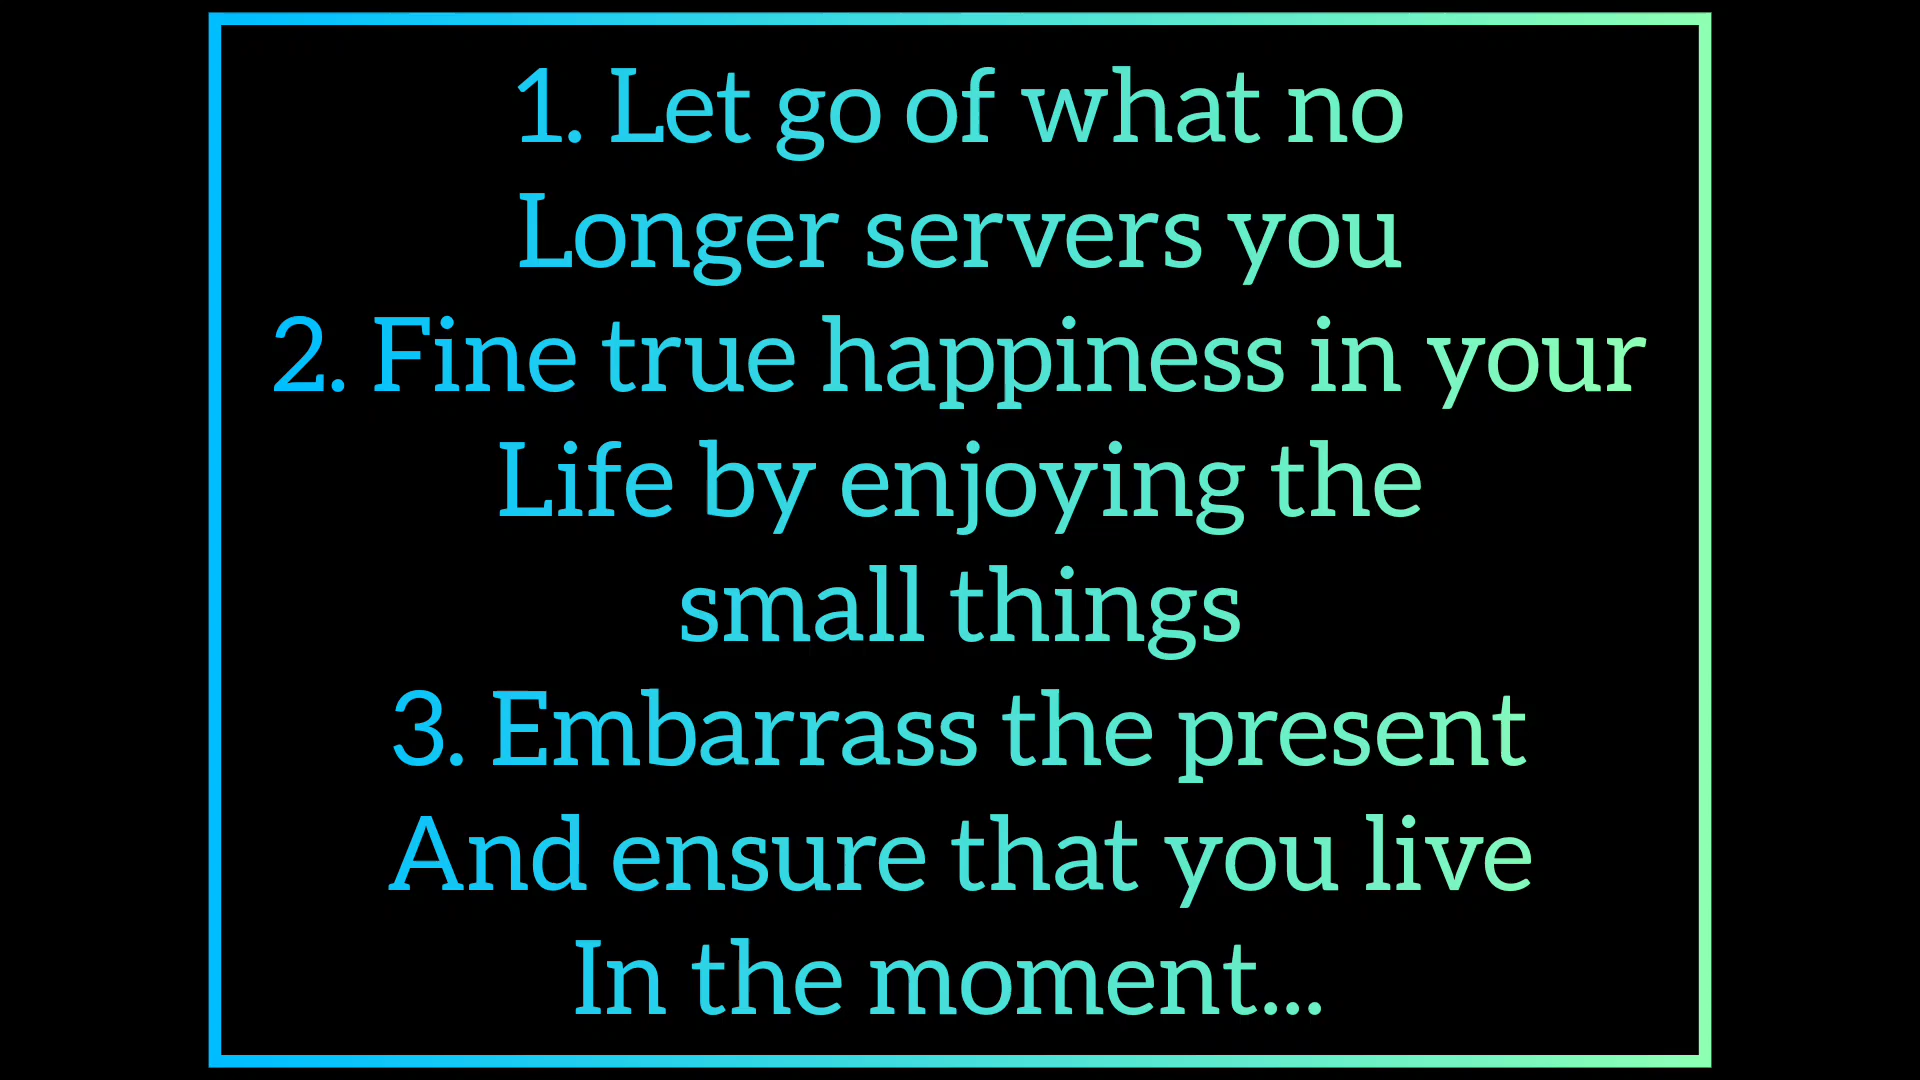 1. Let go of what no
Longer servers you
2. Fine true happiness in your
Life by enjoying the
small things
3. Embarrass the present
And ensure that you live
In the moment...